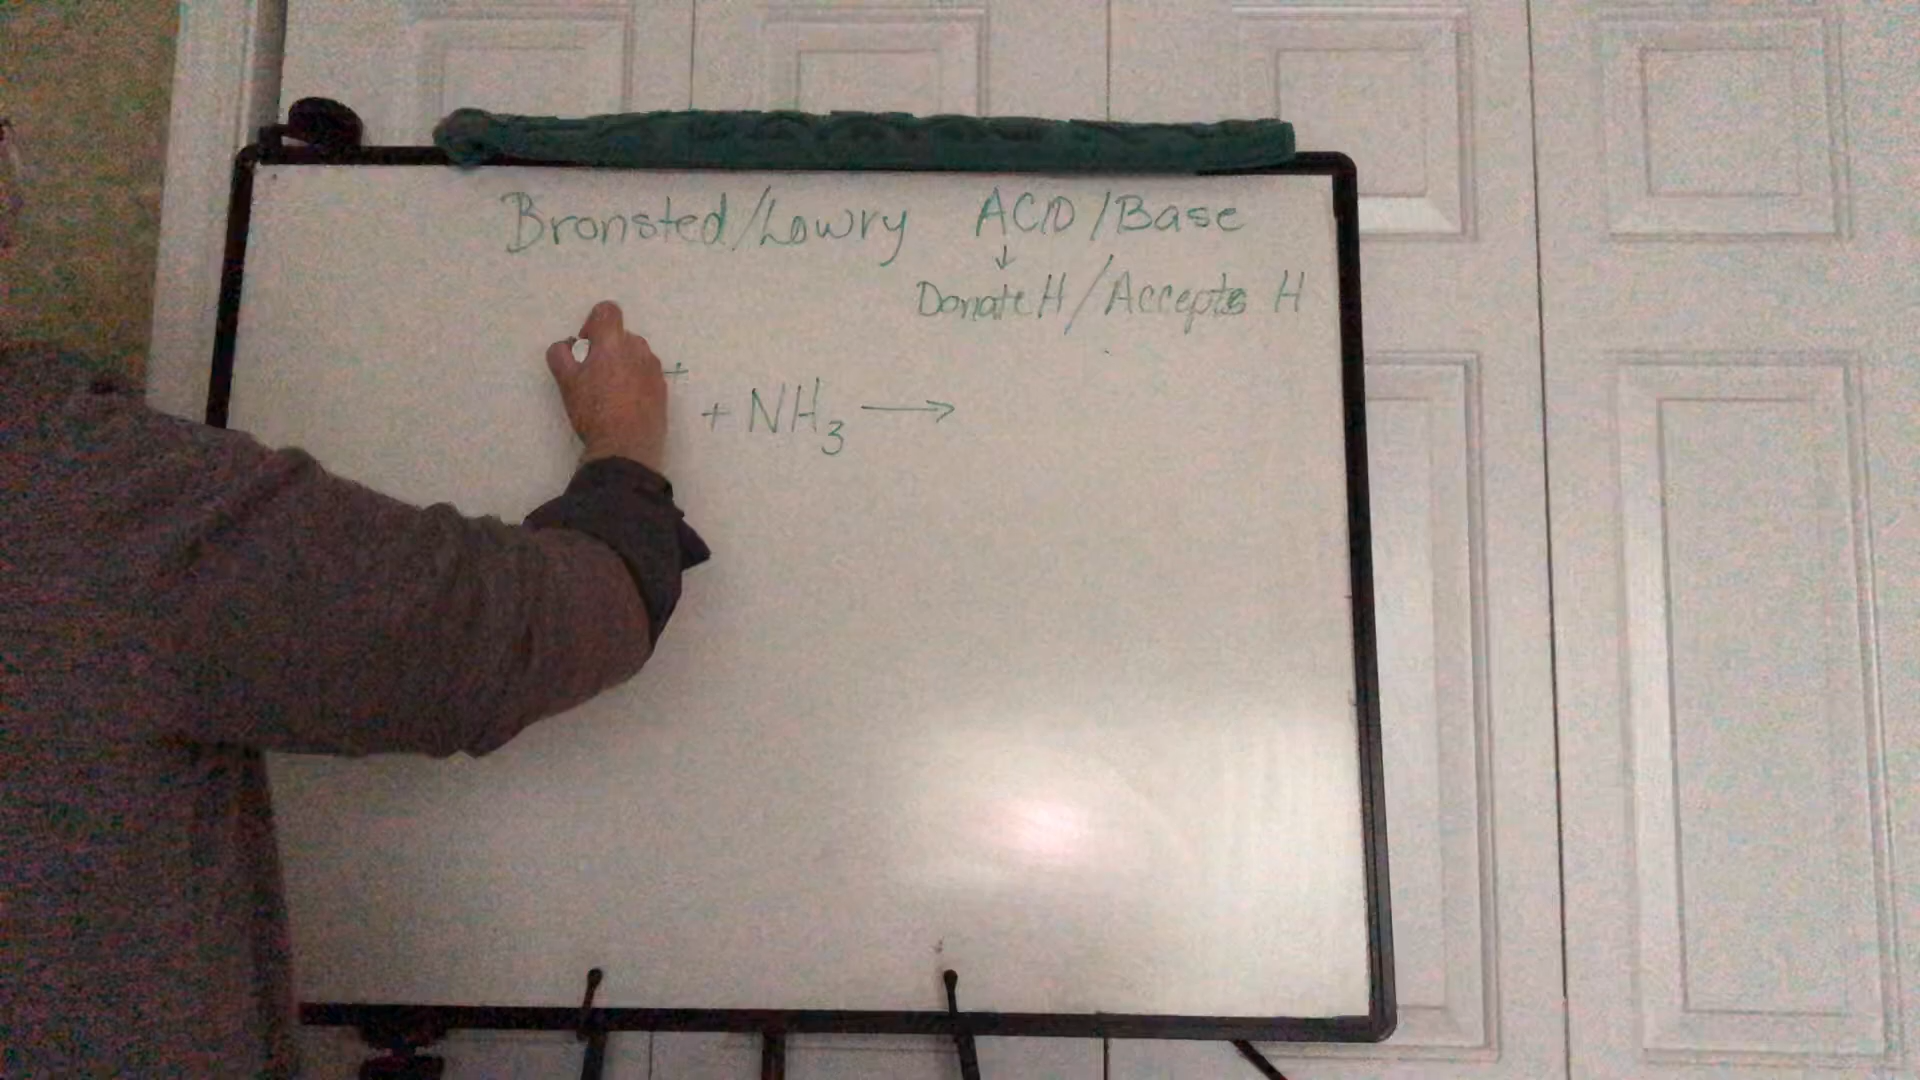 Bronsted/Lowry ACID/Base
↓
Donate H/Accepts H
+ + NH₃ →